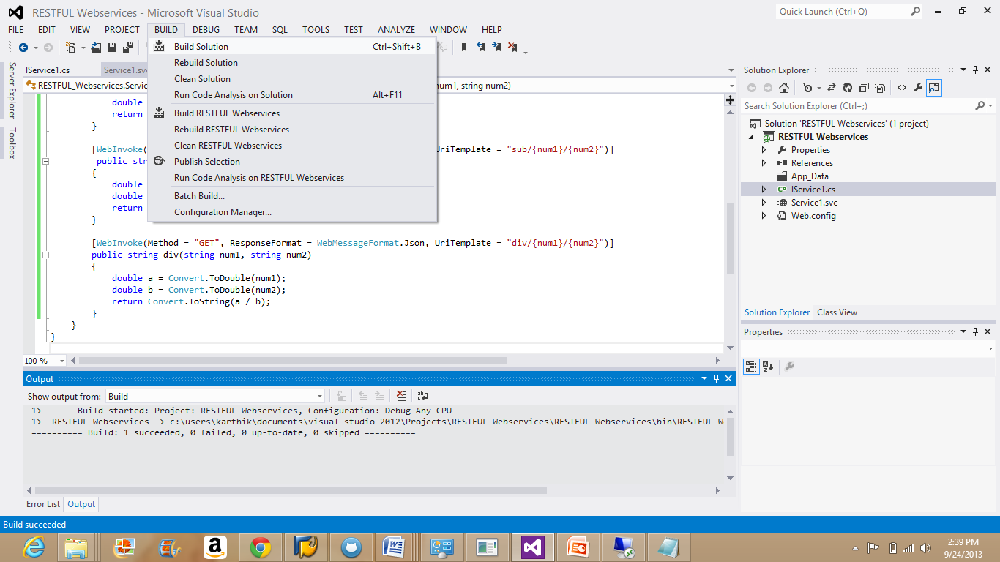 RESTFUL Webservices - Microsoft Visual Studio
Quick Launch (Ctrl+Q)
FILE EDIT VIEW PROJECT BUILD DEBUG TEAM SQL TOOLS TEST ANALYZE WINDOW HELP
Build Solution Ctrl+Shift+B
Rebuild Solution
Clean Solution
Run Code Analysis on Solution Alt+F11
Build RESTFUL Webservices
Rebuild RESTFUL Webservices
Clean RESTFUL Webservices
Publish Selection
Run Code Analysis on RESTFUL Webservices
Batch Build...
Configuration Manager...
Server Explorer
Toolbox
IService1.cs Service1.sv
RESTFUL_Webservices.Servic num1, string num2)
double
return
}
[WebInvoke( UriTemplate = "sub/{num1}/{num2}")]
public str
{
double
double
return
}
[WebInvoke(Method = "GET", ResponseFormat = WebMessageFormat.Json, UriTemplate = "div/{num1}/{num2}")]
public string div(string num1, string num2)
{
double a = Convert.ToDouble(num1);
double b = Convert.ToDouble(num2);
return Convert.ToString(a / b);
}
}
}
100 %
Output
Show output from: Build
1>------ Build started: Project: RESTFUL Webservices, Configuration: Debug Any CPU ------
1> RESTFUL Webservices -> c:\users\karthik\documents\visual studio 2012\Projects\RESTFUL Webservices\RESTFUL Webservices\bin\RESTFUL W
========== Build: 1 succeeded, 0 failed, 0 up-to-date, 0 skipped ==========
Error List Output
Solution Explorer
Search Solution Explorer (Ctrl+;)
Solution 'RESTFUL Webservices' (1 project)
RESTFUL Webservices
Properties
References
App_Data
C# IService1.cs
Service1.svc
Web.config
Solution Explorer Class View
Properties
Build succeeded
2:39 PM
9/24/2013